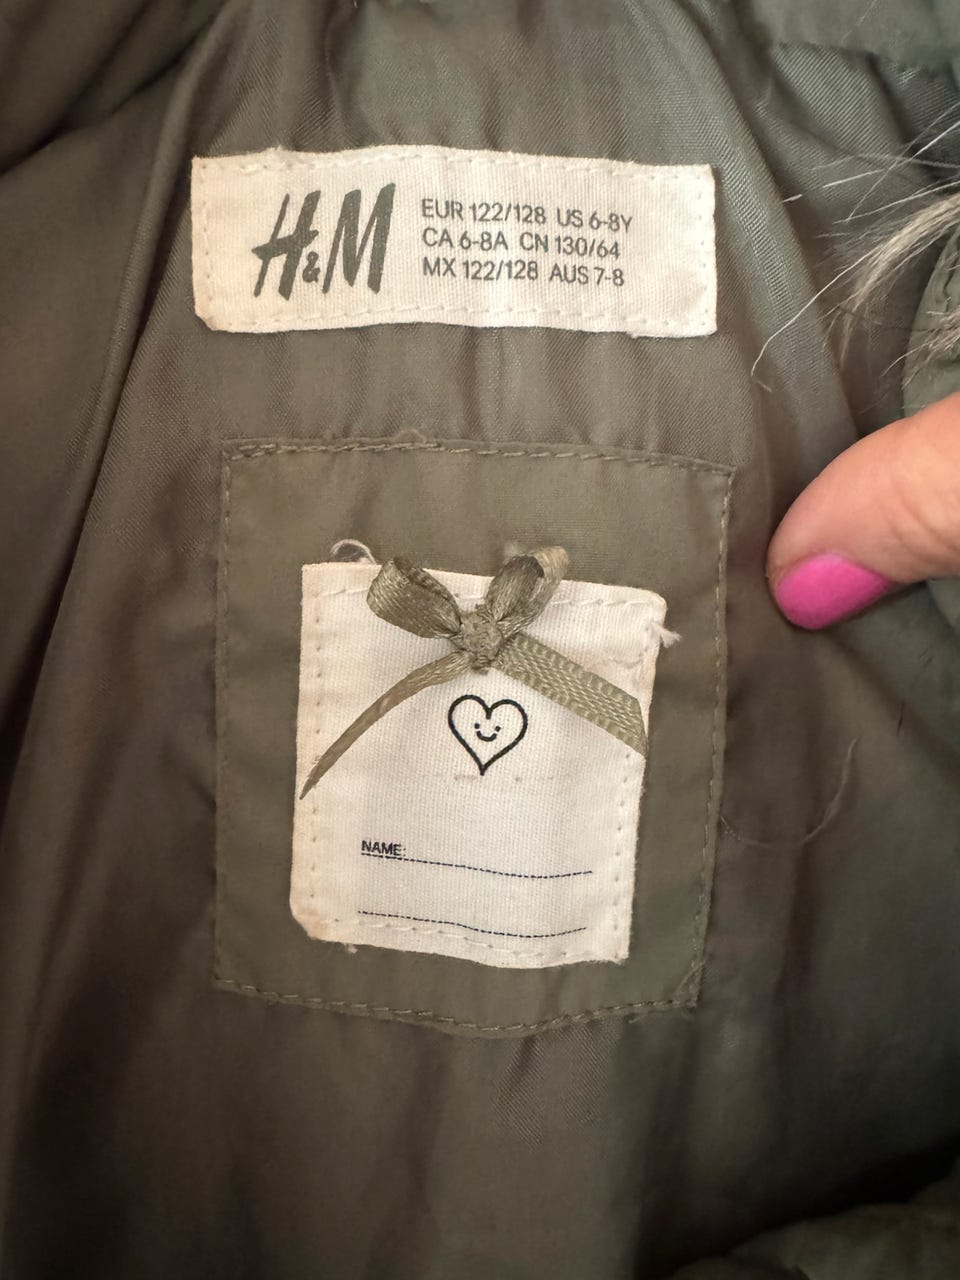 H&M
EUR 122/128 US 6-8Y
CA 6-8A CN 130/64
MX 122/128 AUS 7-8
NAME: